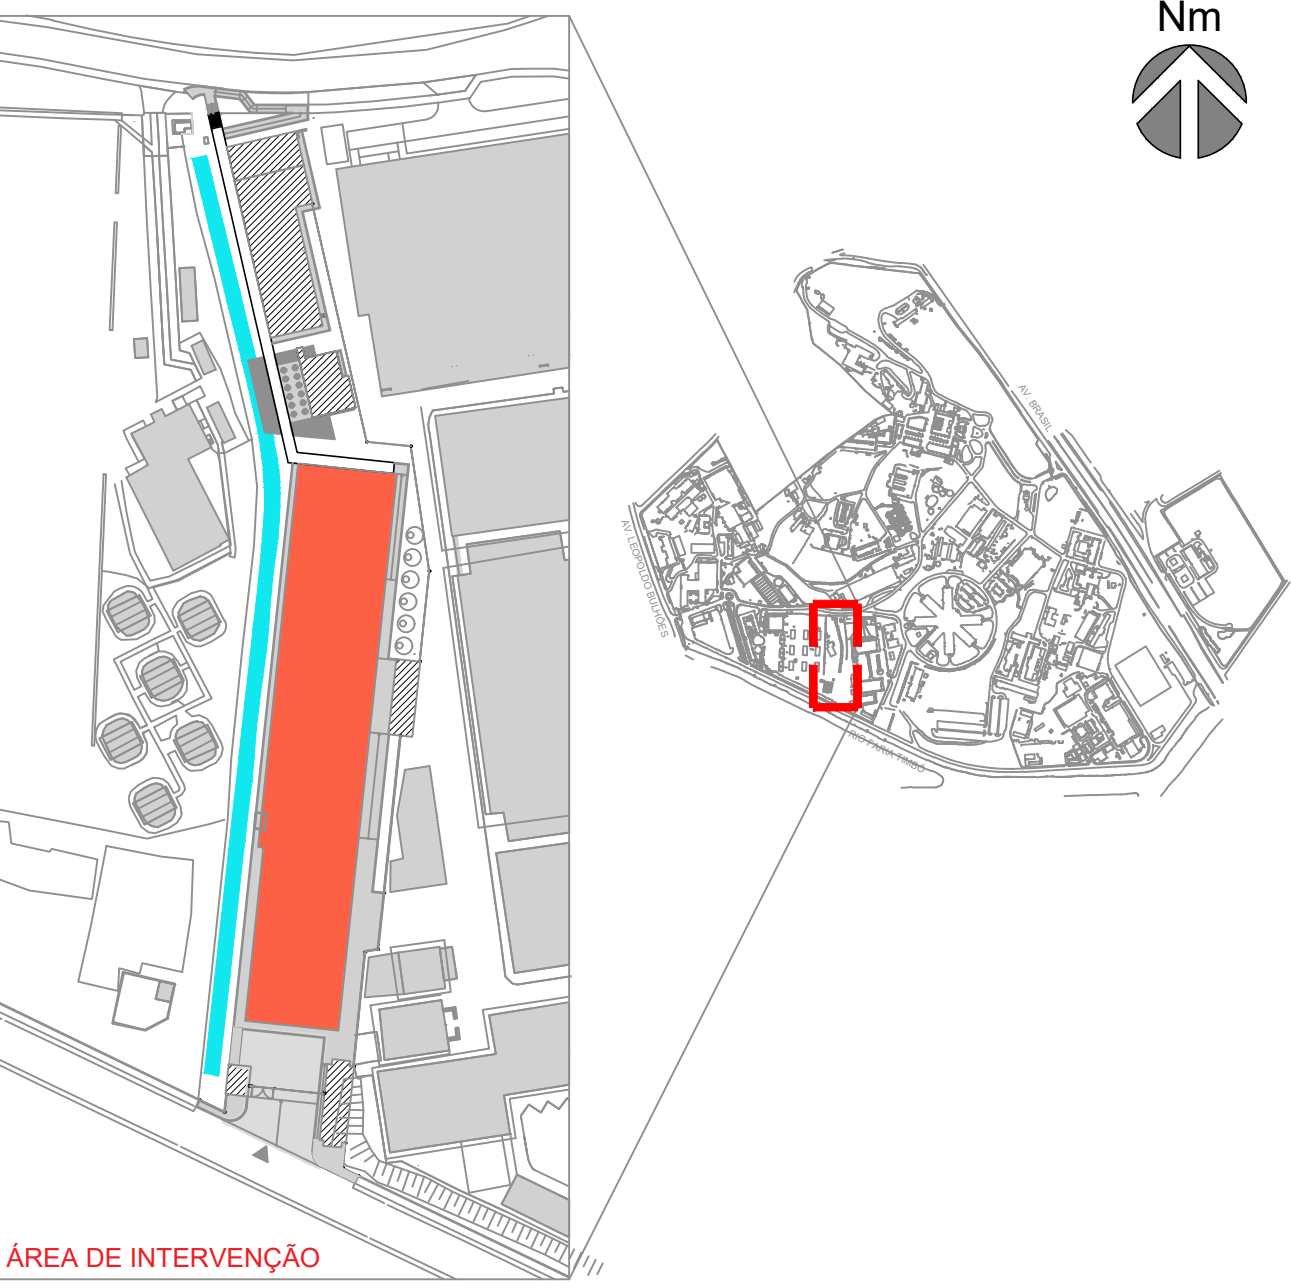 Nm
AV. BRASIL
AV. LEOPOLDO BULHÕES
RIO FARIA TIMBÓ
ÁREA DE INTERVENÇÃO